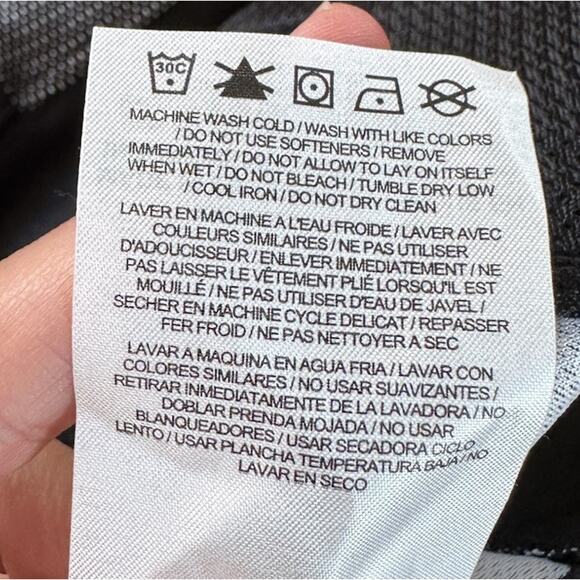 30C
MACHINE WASH COLD / WASH WITH LIKE COLORS
/ DO NOT USE SOFTENERS / REMOVE
IMMEDIATELY / DO NOT ALLOW TO LAY ON ITSELF
WHEN WET / DO NOT BLEACH / TUMBLE DRY LOW
/ COOL IRON / DO NOT DRY CLEAN
LAVER EN MACHINE A L'EAU FROIDE / LAVER AVEC
COULEURS SIMILAIRES / NE PAS UTILISER
D'ADOUCISSEUR / ENLEVER IMMEDIATEMENT / NE
PAS LAISSER LE VÊTEMENT PLIÉ LORSQU'IL EST
MOUILLÉ / NE PAS UTILISER D'EAU DE JAVEL /
SECHER EN MACHINE CYCLE DELICAT / REPASSER
FER FROID / NE PAS NETTOYER A SEC
LAVAR A MAQUINA EN AGUA FRIA / LAVAR CON
COLORES SIMILARES / NO USAR SUAVIZANTES /
RETIRAR INMEDIATAMENTE DE LA LAVADORA / NO
DOBLAR PRENDA MOJADA / NO USAR
BLANQUEADORES / USAR SECADORA CICLO
LENTO / USAR PLANCHA TEMPERATURA BAJA / NO
LAVAR EN SECO